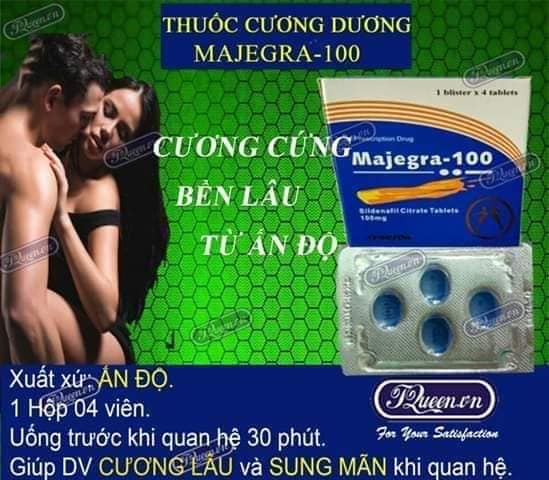 THUỐC CƯƠNG DƯƠNG
MAJEGRA-100
1 blister x 4 tablets
Prescription Drug
Majegra-100
Sildenafil Citrate Tablets
100mg
CƯƠNG CỨNG
BỀN LÂU
TỪ ẤN ĐỘ
Xuất xứ: ẤN ĐỘ.
1 Hộp 04 viên.
Uống trước khi quan hệ 30 phút.
Giúp DV CƯƠNG LÂU và SUNG MÃN khi quan hệ.
JQueen.vn
For Your Satisfaction